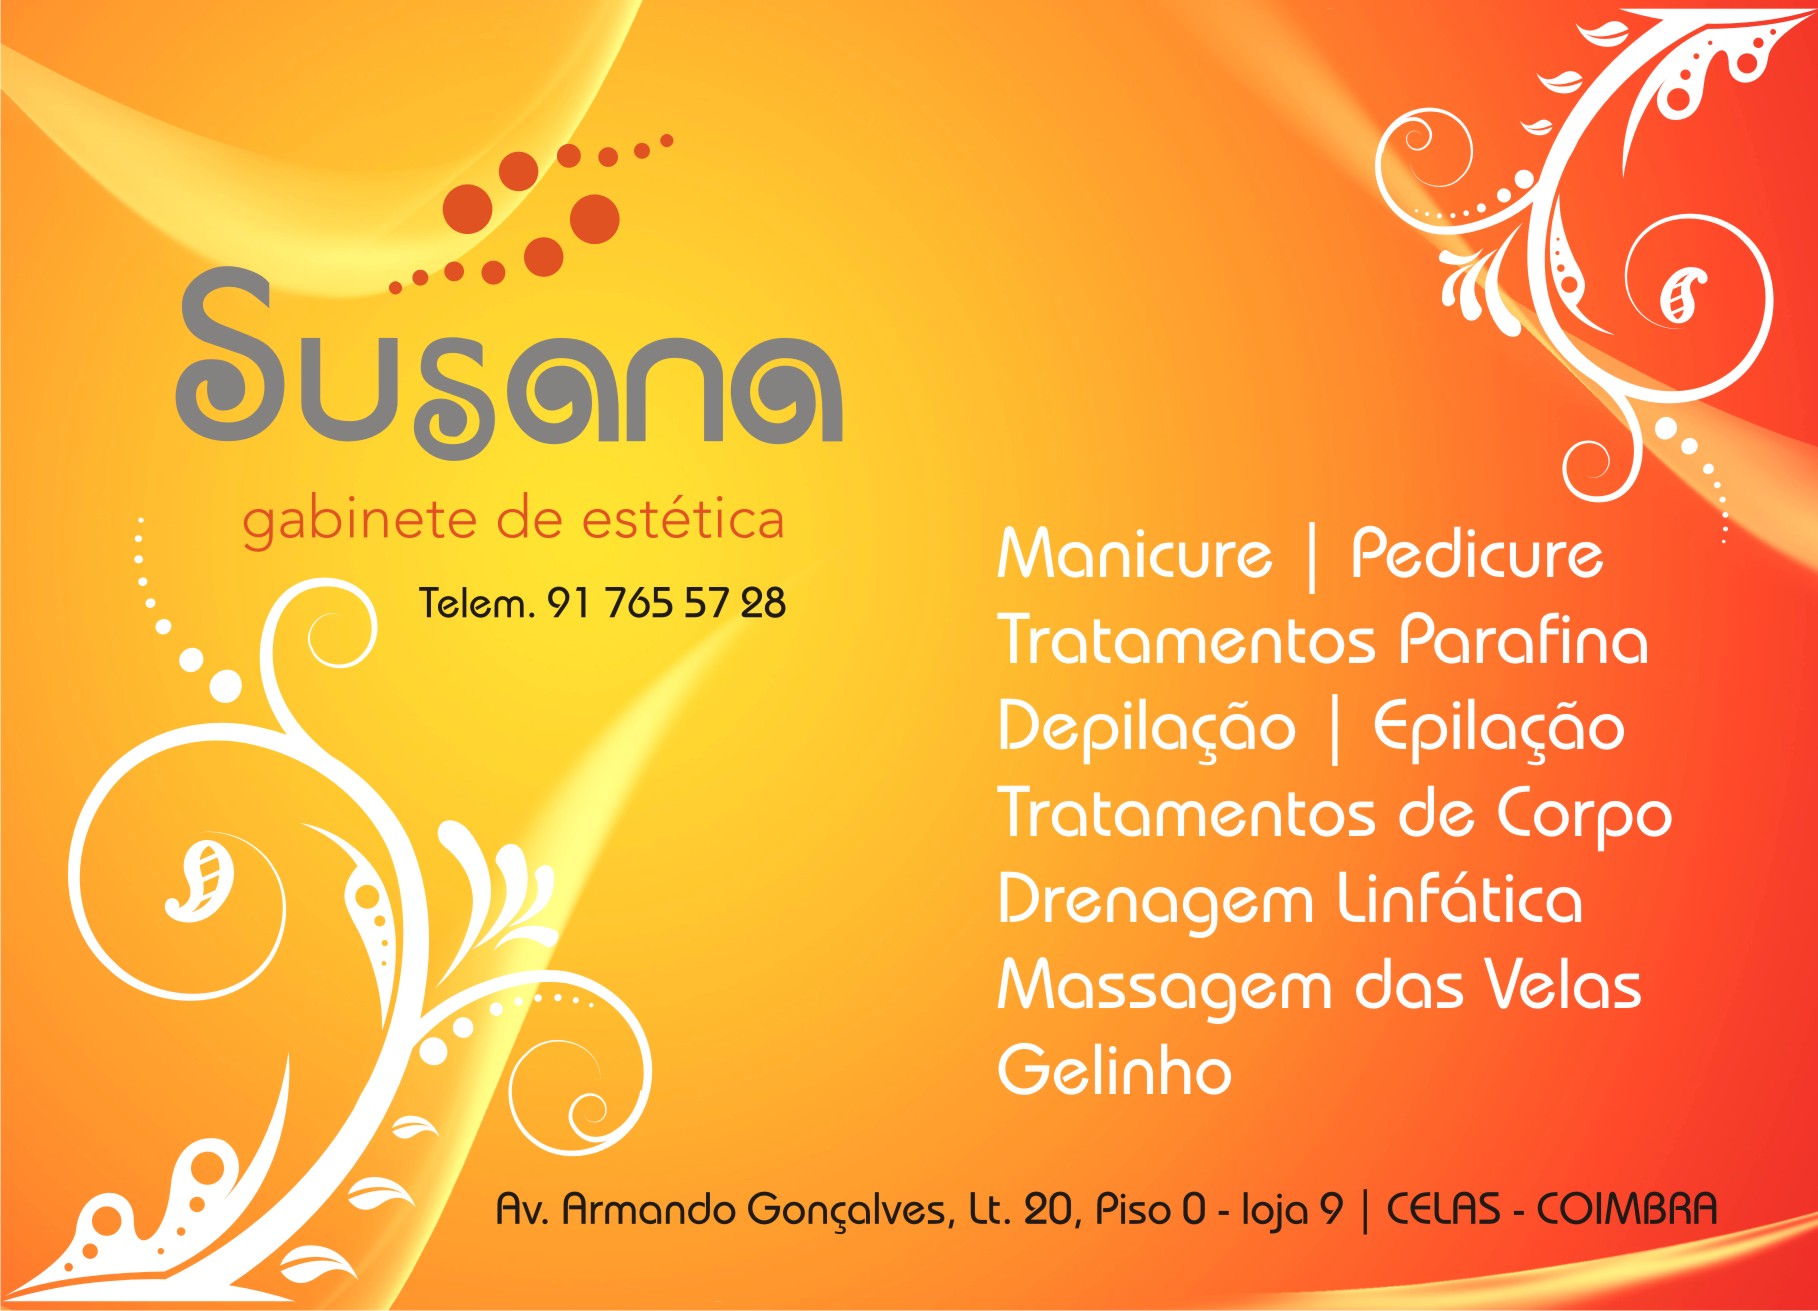 Susana
gabinete de estética
Telem. 91 765 57 28
Manicure | Pedicure
Tratamentos Parafina
Depilação | Epilação
Tratamentos de Corpo
Drenagem Linfática
Massagem das Velas
Gelinho
Av. Armando Gonçalves, Lt. 20, Piso 0 - loja 9 | CELAS - COIMBRA